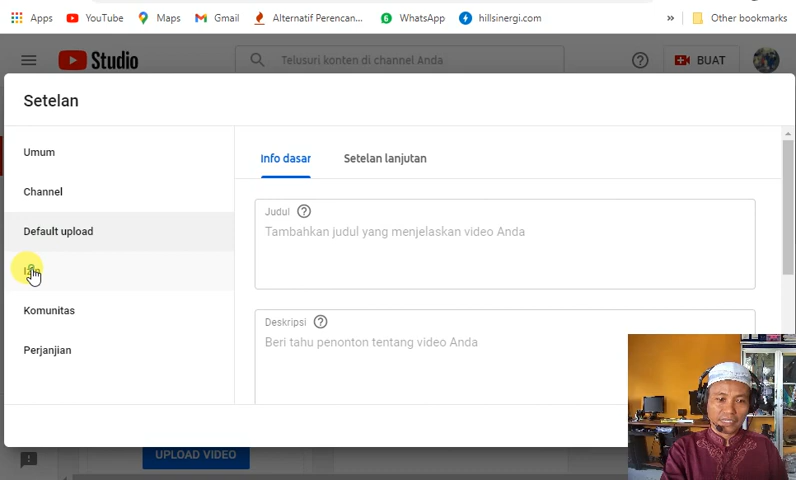 Apps YouTube Maps Gmail Alternatif Perencan... WhatsApp hillsinergi.com » Other bookmarks
Studio Telusuri konten di channel Anda BUAT
Setelan
Umum
Info dasar Setelan lanjutan
Channel
Judul
Default upload
Tambahkan judul yang menjelaskan video Anda
Komunitas
Deskripsi
Beri tahu penonton tentang video Anda
Perjanjian
UPLOAD VIDEO